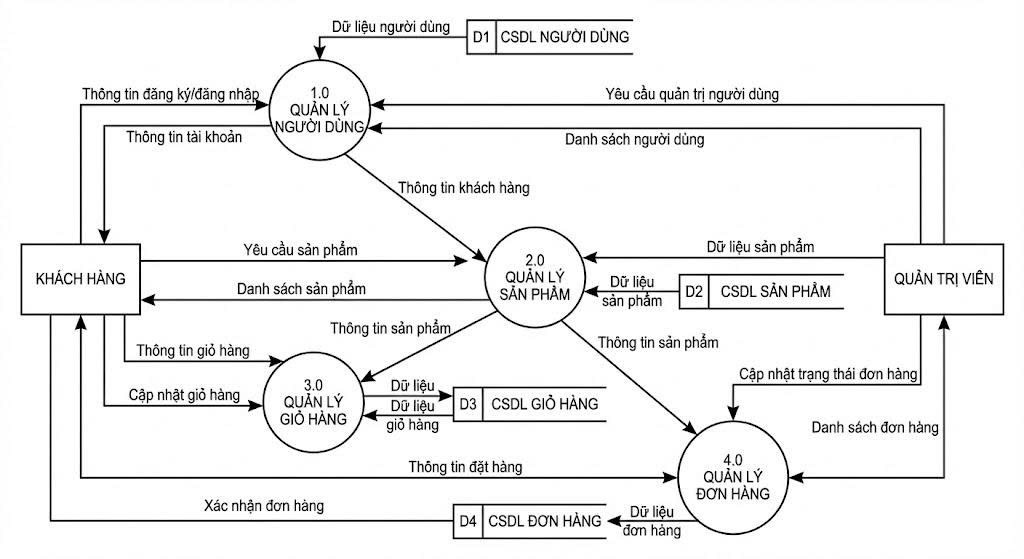 Dữ liệu người dùng
D1 CSDL NGƯỜI DÙNG
1.0
QUẢN LÝ
NGƯỜI DÙNG
Thông tin đăng ký/đăng nhập
Yêu cầu quản trị người dùng
Thông tin tài khoản
Danh sách người dùng
Thông tin khách hàng
Yêu cầu sản phẩm
Dữ liệu sản phẩm
KHÁCH HÀNG
2.0
QUẢN LÝ
SẢN PHẨM
Dữ liệu
sản phẩm
D2 CSDL SẢN PHẨM
QUẢN TRỊ VIÊN
Danh sách sản phẩm
Thông tin sản phẩm
Thông tin sản phẩm
Thông tin giỏ hàng
Cập nhật giỏ hàng
3.0
QUẢN LÝ
GIỎ HÀNG
Dữ liệu
Dữ liệu
giỏ hàng
D3 CSDL GIỎ HÀNG
Cập nhật trạng thái đơn hàng
Danh sách đơn hàng
4.0
QUẢN LÝ
ĐƠN HÀNG
Thông tin đặt hàng
Xác nhận đơn hàng
D4 CSDL ĐƠN HÀNG
Dữ liệu
đơn hàng